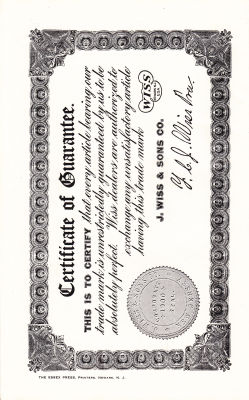 Certificate of Guarantee.
THIS IS TO CERTIFY that every article bearing our
trade mark is unrestrictedly guaranteed by us to be
absolutely perfect. Wiss dealers are authorized to
exchange any unsatisfactory article
having this trade mark
WISS
J. WISS & SONS CO.
THE ESSEX PRESS, Printers, Newark, N. J.